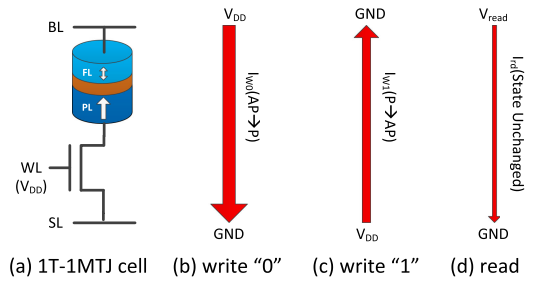 BL
FL
PL
WL
(VDD)
SL
(a) 1T-1MTJ cell
VDD
IW0(AP→P)
GND
(b) write “0”
GND
IW1(P→AP)
VDD
(c) write “1”
Vread
Ird(State Unchanged)
GND
(d) read